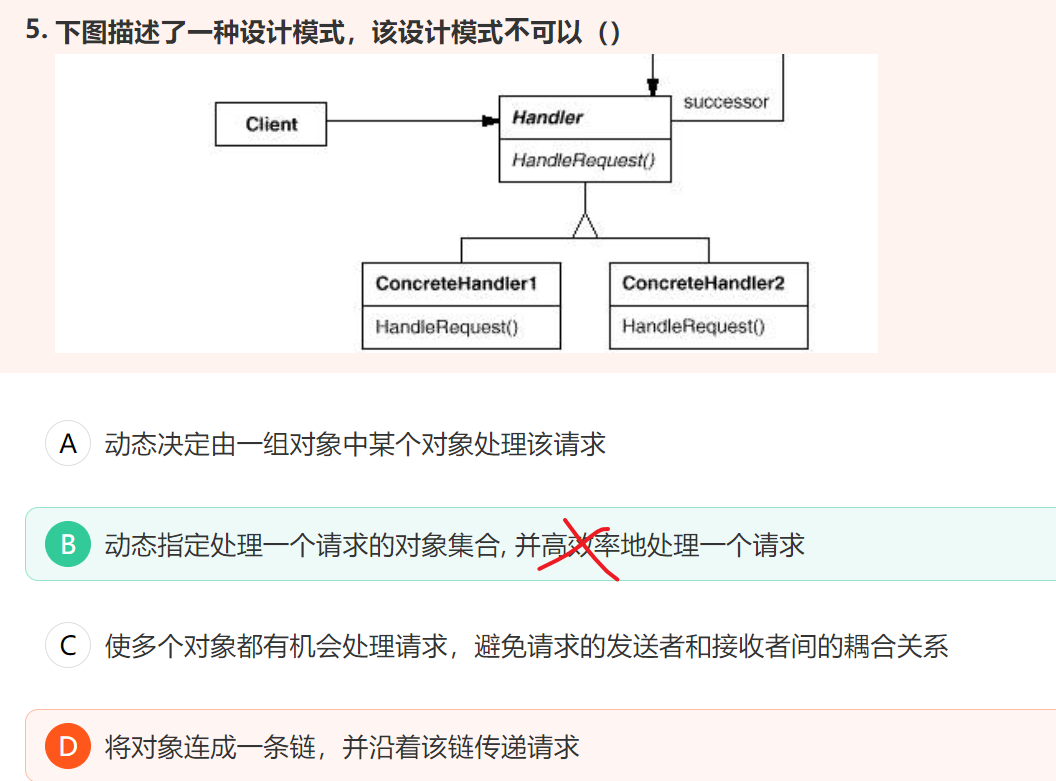 5. 下图描述了一种设计模式，该设计模式不可以（）
successor
Client
Handler
HandleRequest()
ConcreteHandler1
ConcreteHandler2
HandleRequest()
HandleRequest()
A 动态决定由一组对象中某个对象处理该请求
B 动态指定处理一个请求的对象集合, 并高效率地处理一个请求
C 使多个对象都有机会处理请求，避免请求的发送者和接收者间的耦合关系
D 将对象连成一条链，并沿着该链传递请求